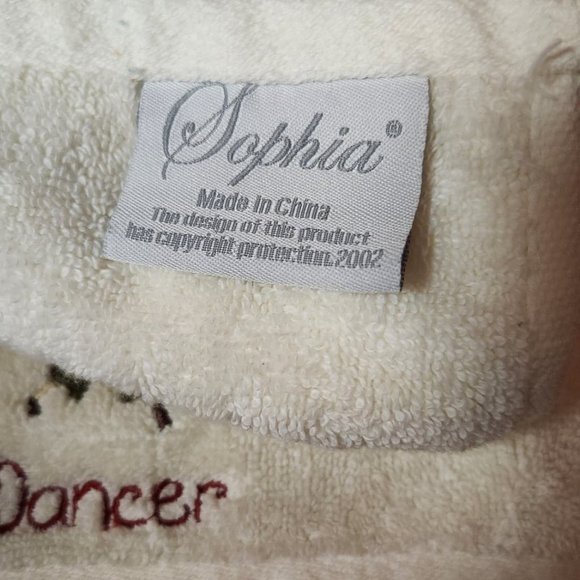 Sophia®
Made In China
The design of this product
has copyright protection.2002
Dancer